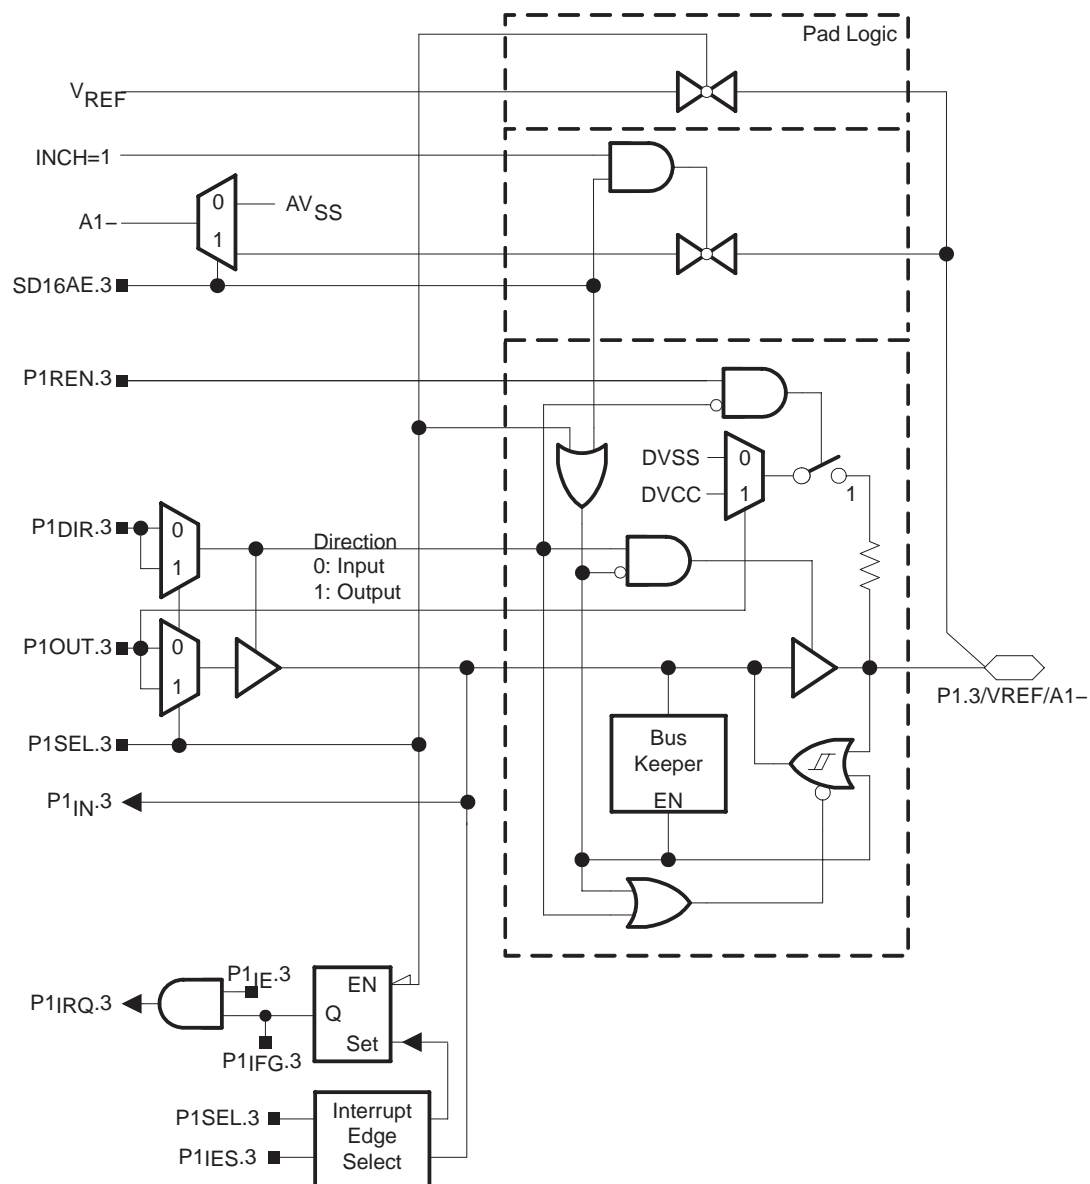 Pad Logic
VREF
INCH=1
0
AVSS
A1–
1
SD16AE.3
P1REN.3
DVSS
0
DVCC
1
1
P1DIR.3
0
1
Direction
0: Input
1: Output
P1OUT.3
0
1
P1.3/VREF/A1–
P1SEL.3
Bus
Keeper
EN
P1IN.3
P1IE.3
EN
P1IRQ.3
Q
Set
P1IFG.3
P1SEL.3
Interrupt
Edge
Select
P1IES.3